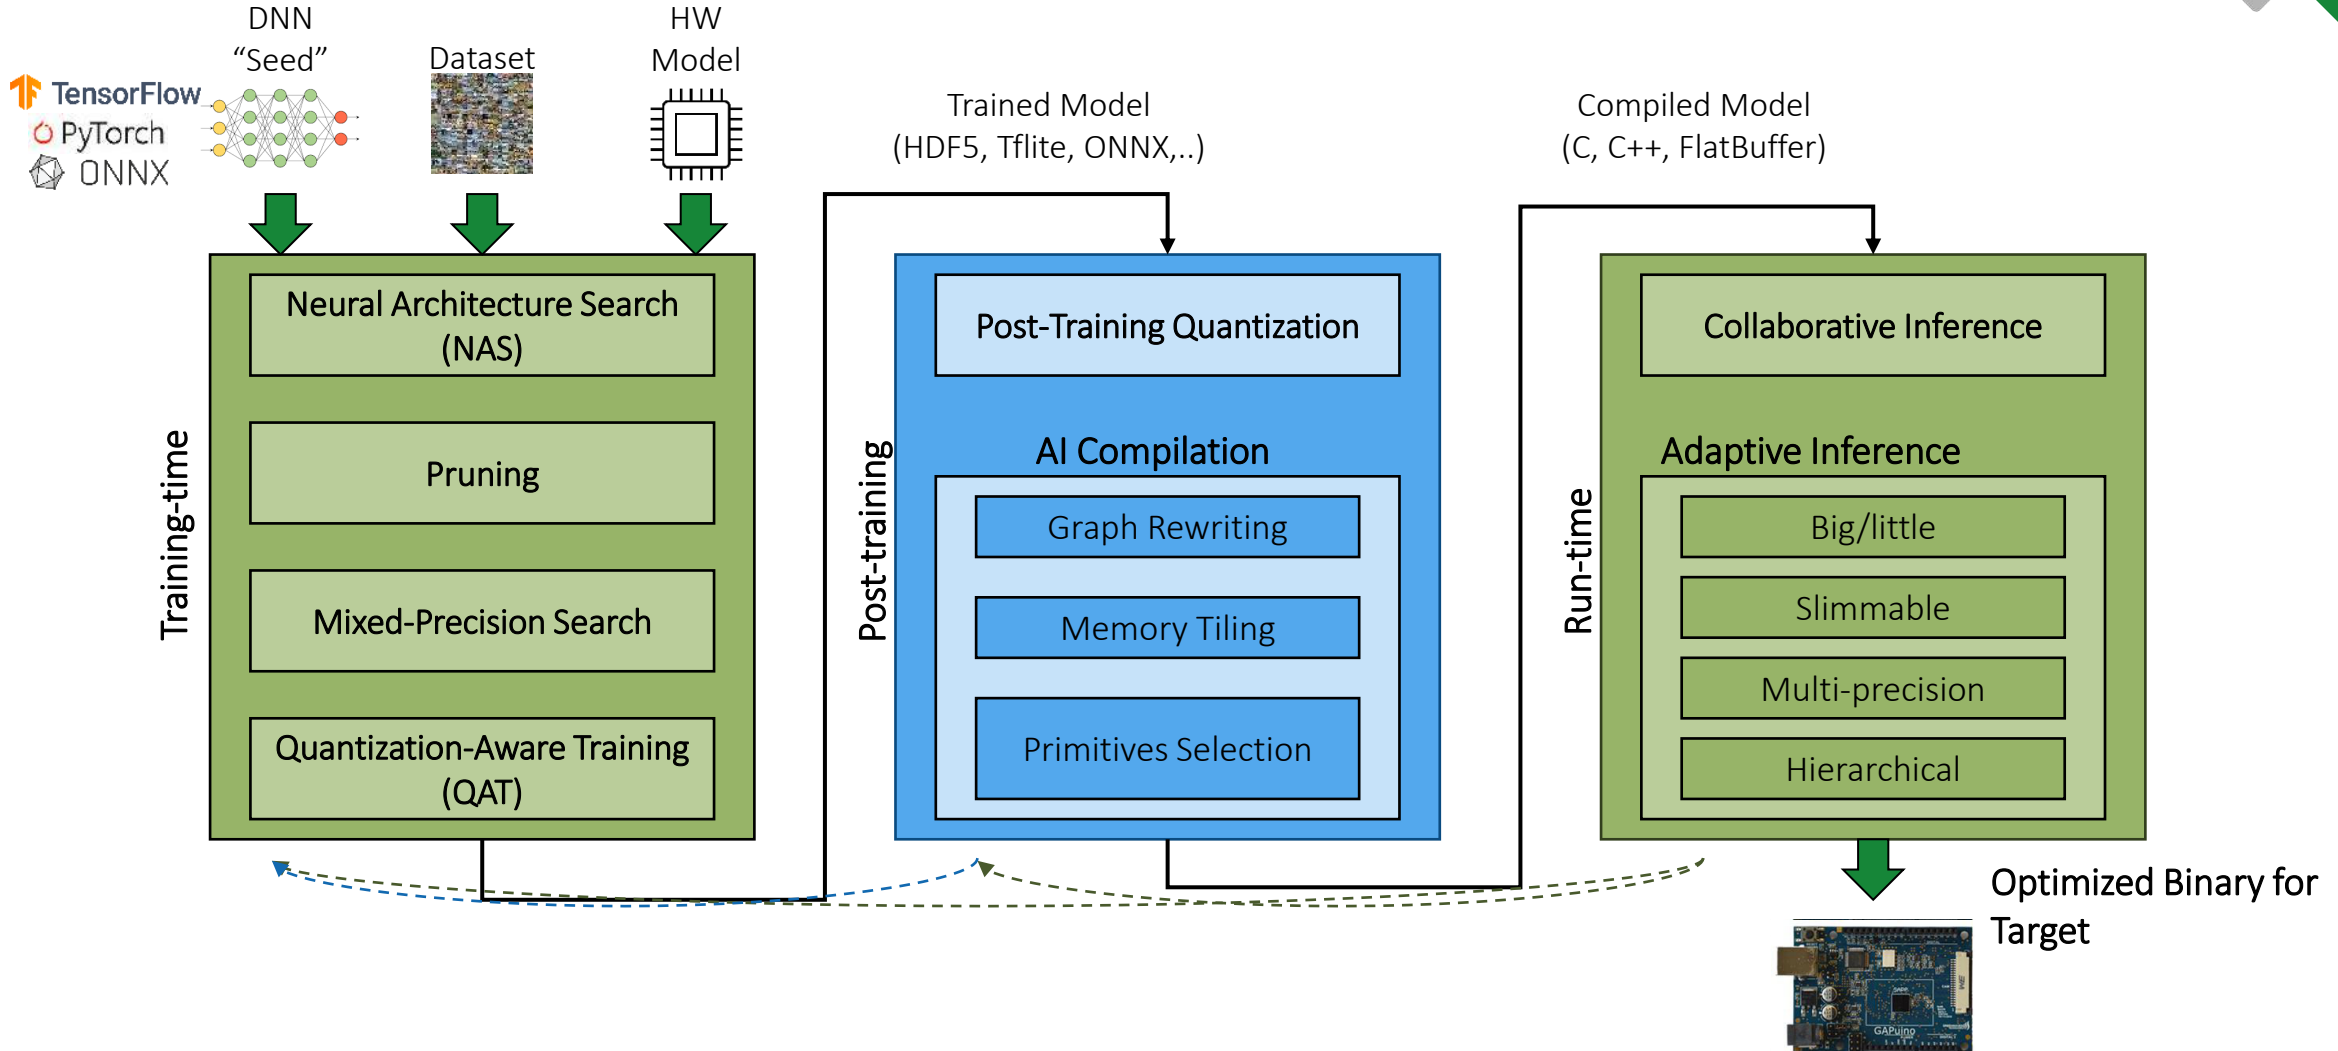 DNN
“Seed”
Dataset
HW
Model
TensorFlow
PyTorch
ONNX
Trained Model
(HDF5, Tflite, ONNX,..)
Compiled Model
(C, C++, FlatBuffer)
Training-time
Neural Architecture Search
(NAS)
Pruning
Mixed-Precision Search
Quantization-Aware Training
(QAT)
Post-training
Post-Training Quantization
AI Compilation
Graph Rewriting
Memory Tiling
Primitives Selection
Run-time
Collaborative Inference
Adaptive Inference
Big/little
Slimmable
Multi-precision
Hierarchical
Optimized Binary for
Target
GAPuino